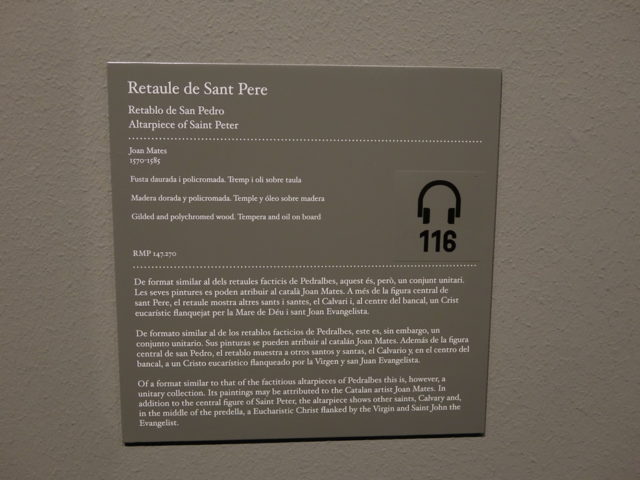 Retaule de Sant Pere
Retablo de San Pedro
Altarpiece of Saint Peter
Joan Mates
1570-1585
Fusta daurada i policromada. Tremp i oli sobre taula
Madera dorada y policromada. Temple y óleo sobre madera
Gilded and polychromed wood. Tempera and oil on board
116
RMP 147.270
De format similar al dels retaules facticis de Pedralbes, aquest és, però, un conjunt unitari.
Les seves pintures es poden atribuir al català Joan Mates. A més de la figura central de
sant Pere, el retaule mostra altres sants i santes, el Calvari i, al centre del bancal, un Crist
eucarístic flanquejat per la Mare de Déu i sant Joan Evangelista.
De formato similar al de los retablos facticios de Pedralbes, este es, sin embargo, un
conjunto unitario. Sus pinturas se pueden atribuir al catalán Joan Mates. Además de la figura
central de san Pedro, el retablo muestra a otros santos y santas, el Calvario y, en el centro del
bancal, a un Cristo eucarístico flanqueado por la Virgen y san Juan Evangelista.
Of a format similar to that of the factitious altarpieces of Pedralbes this is, however, a
unitary collection. Its paintings may be attributed to the Catalan artist Joan Mates. In
addition to the central figure of Saint Peter, the altarpiece shows other saints, Calvary and,
in the middle of the predella, a Eucharistic Christ flanked by the Virgin and Saint John the
Evangelist.